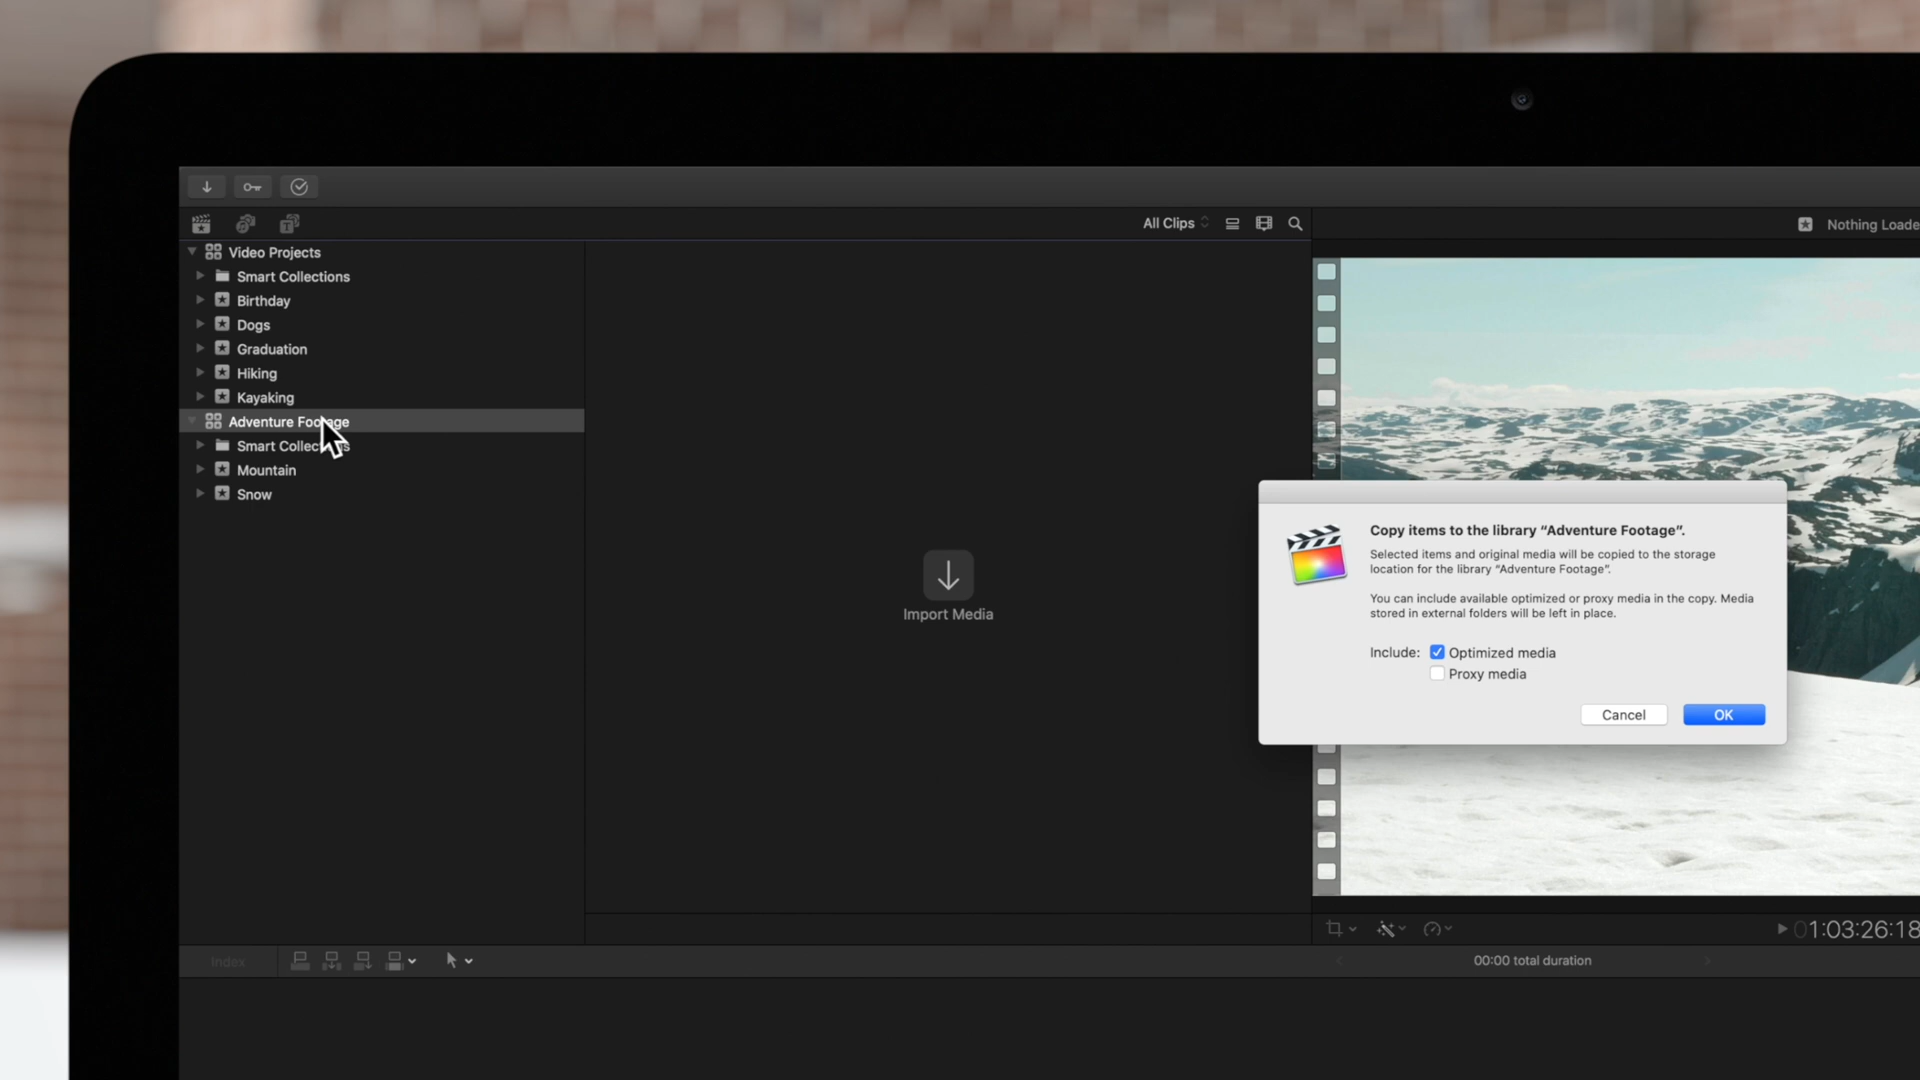 All Clips
Nothing Loade
Video Projects
Smart Collections
Birthday
Dogs
Graduation
Hiking
Kayaking
Adventure Footage
Smart Collections
Mountain
Snow
Import Media
Copy items to the library “Adventure Footage”.
Selected items and original media will be copied to the storage
location for the library “Adventure Footage”.
You can include available optimized or proxy media in the copy. Media
stored in external folders will be left in place.
Include: Optimized media
Proxy media
Cancel OK
01:03:26:18
Index
00:00 total duration